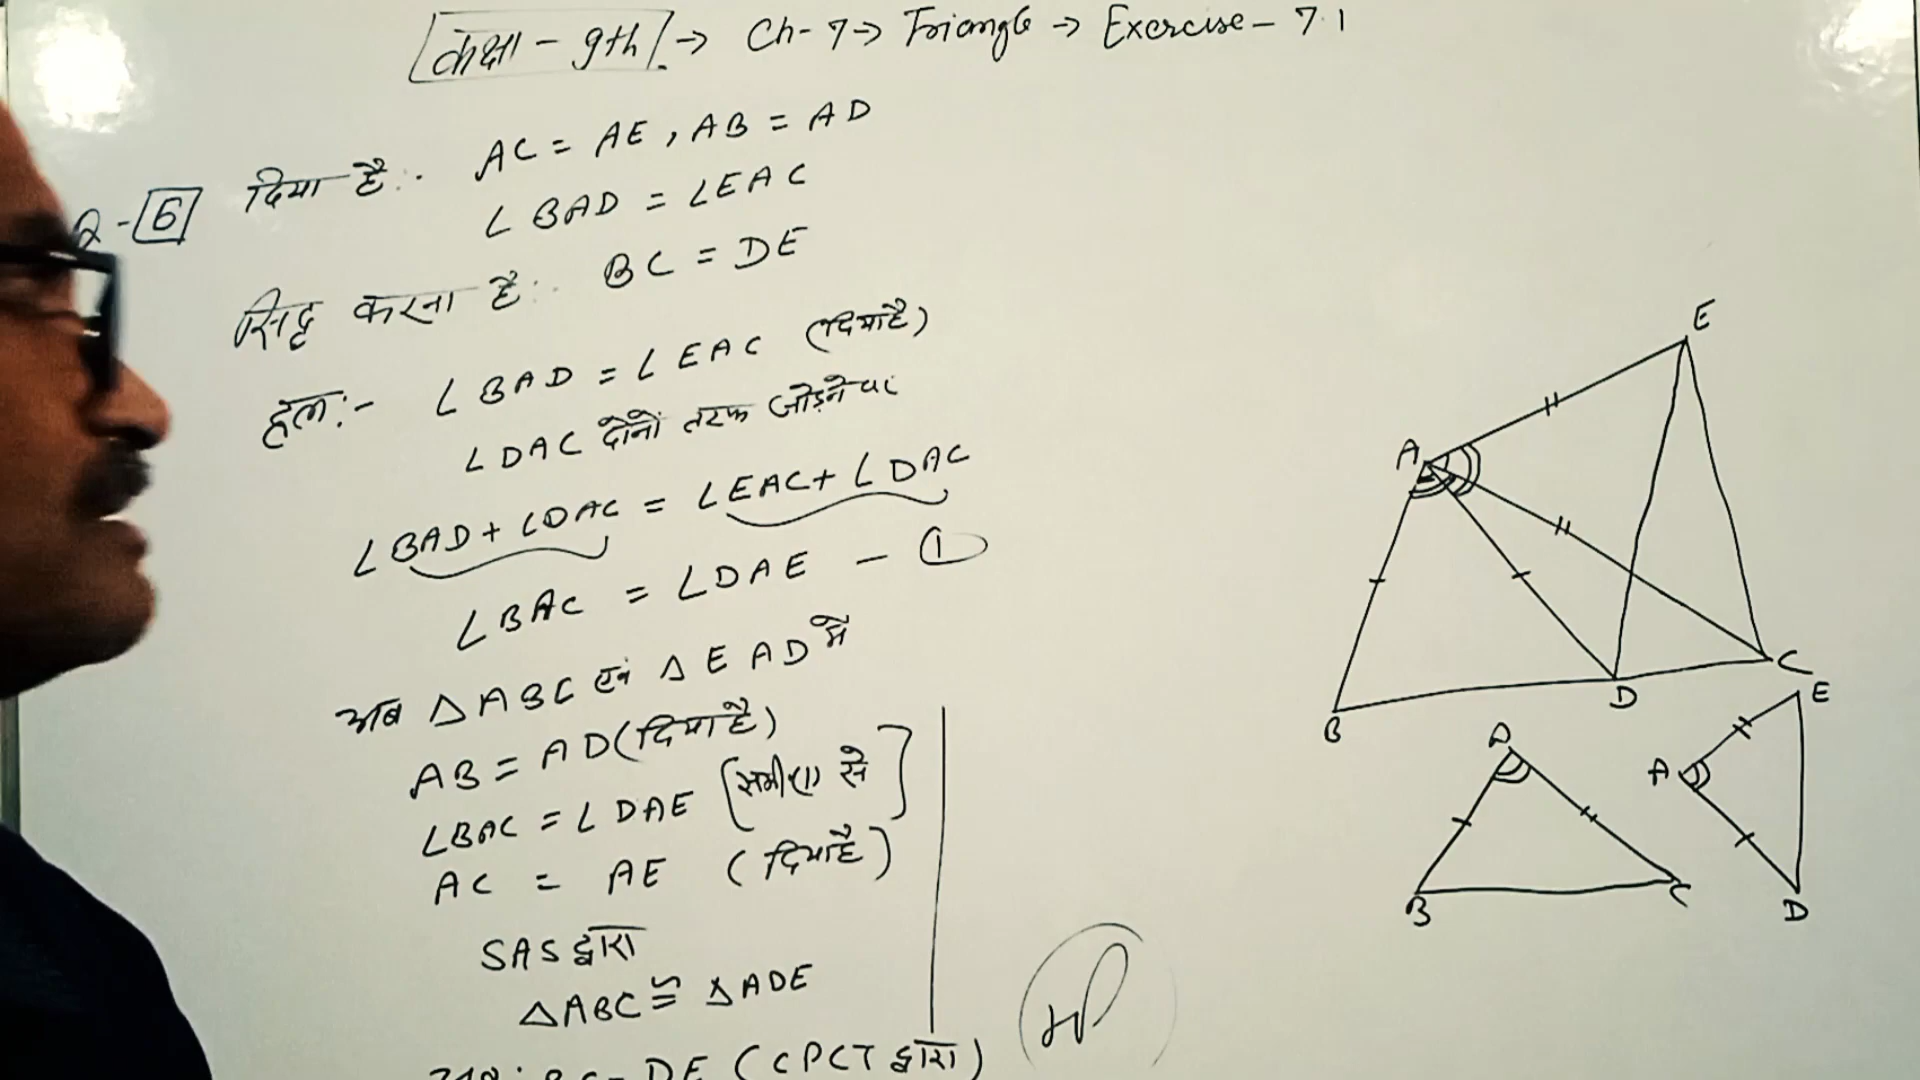 कक्षा - 9th → Ch- 7 → Triangle → Exercise - 7.1
Q-6 दिया है:- AC = AE, AB = AD
∠BAD = ∠EAC
सिद्ध करना है:- BC = DE
हल:- ∠BAD = ∠EAC (दिया है)
∠DAC दोनों तरफ जोड़ने पर
∠BAD + ∠DAC = ∠EAC + ∠DAC
∠BAC = ∠DAE - ①
अब △ABC एवं △EAD में
AB = AD (दिया है)
∠BAC = ∠DAE [समी(1) से]
AC = AE (दिया है)
SAS द्वारा
△ABC ≅ △ADE
BC = DE (CPCT द्वारा)
E
A
C
D
B
E
A
A
B
C
D